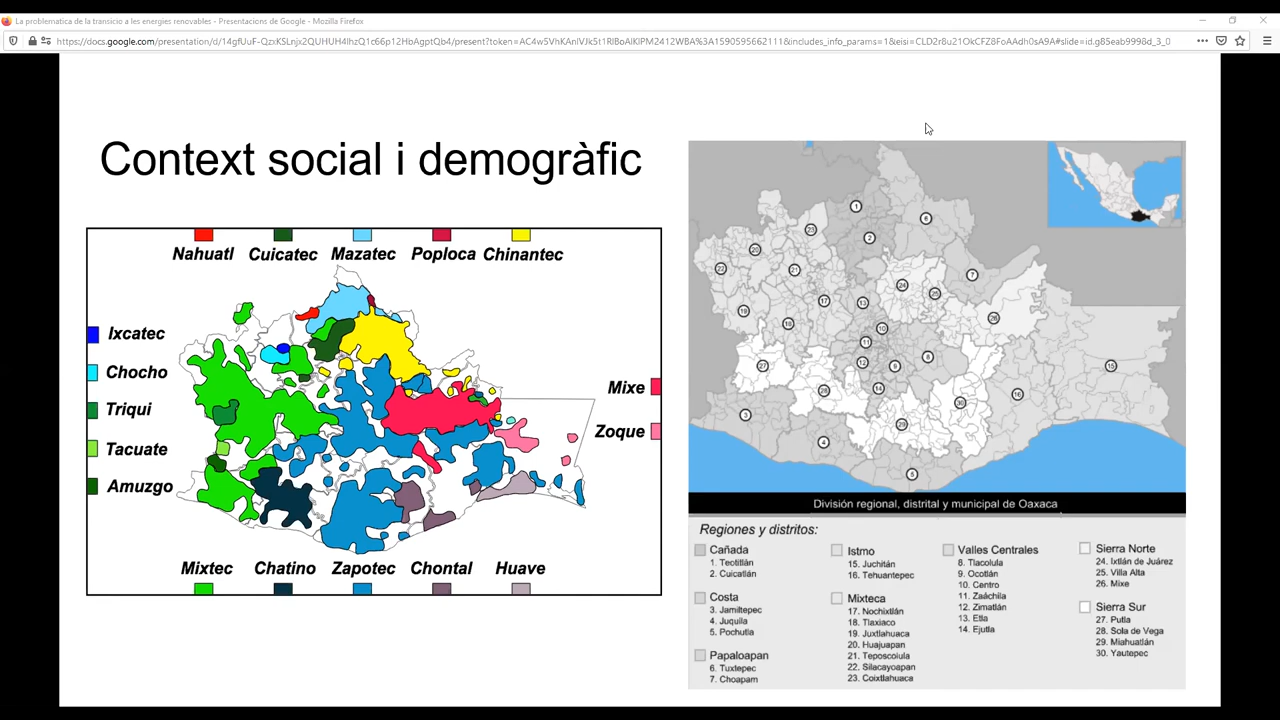 La problematica de la transicio a les energies renovables - Presentacions de Google - Mozilla Firefox
Context social i demogràfic
Nahuatl Cuicatec Mazatec Poploca Chinantec
Ixcatec
Chocho
Triqui
Tacuate
Amuzgo
Mixe
Zoque
Mixtec Chatino Zapotec Chontal Huave
División regional, distrital y municipal de Oaxaca
Regiones y distritos:
Cañada
1. Teotitlán
2. Cuicatlán
Costa
3. Jamiltepec
4. Juquila
5. Pochutla
Papaloapan
6. Tuxtepec
7. Choapam
Istmo
15. Juchitán
16. Tehuantepec
Mixteca
17. Nochixtlán
18. Tlaxiaco
19. Juxtlahuaca
20. Huajuapan
21. Teposcolula
22. Silacayoapan
23. Coixtlahuaca
Valles Centrales
8. Tlacolula
9. Ocotlán
10. Centro
11. Zaáchila
12. Zimatlán
13. Etla
14. Ejutla
Sierra Norte
24. Ixtlán de Juárez
25. Villa Alta
26. Mixe
Sierra Sur
27. Putla
28. Sola de Vega
29. Miahuatlán
30. Yautepec